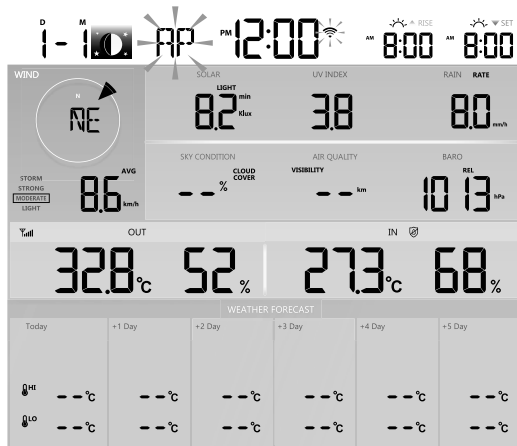 D M
1-1 AP PM 12:00 AM RISE 8:00 AM SET 8:00
WIND
N
NE
STORM
STRONG
MODERATE
LIGHT
AVG
8.6 km/h
SOLAR UV INDEX RAIN RATE
LIGHT
8.2 min Klux 3.8 8.0 mm/h
SKY CONDITION AIR QUALITY BARO
CLOUD COVER VISIBILITY REL
-- % -- km 1013 hPa
OUT IN
32.8 °C 52 % 27.3 °C 68 %
WEATHER FORECAST
Today +1 Day +2 Day +3 Day +4 Day +5 Day
HI --°C --°C --°C --°C --°C --°C
LO --°C --°C --°C --°C --°C --°C